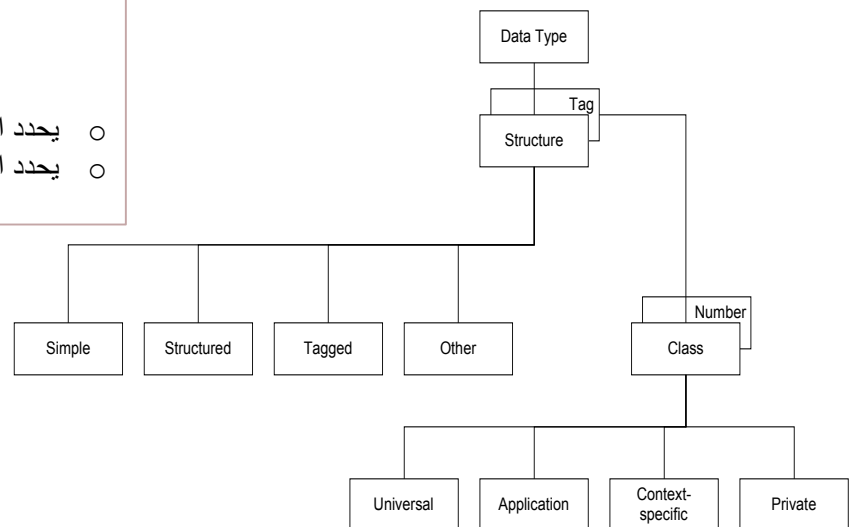 Data Type
Tag
Structure
○ يحدد
○ يحدد
Number
Simple
Structured
Tagged
Other
Class
Universal
Application
Context-
specific
Private